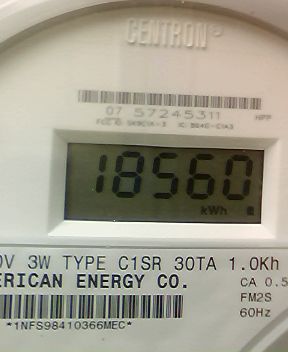 CENTRON®
07 57245311
HPP
18560
kWh
V 3W TYPE C1SR 30TA 1.0Kh
ERICAN ENERGY CO.
CA 0.5
FM2S
60Hz
*1NFS98410366MEC*